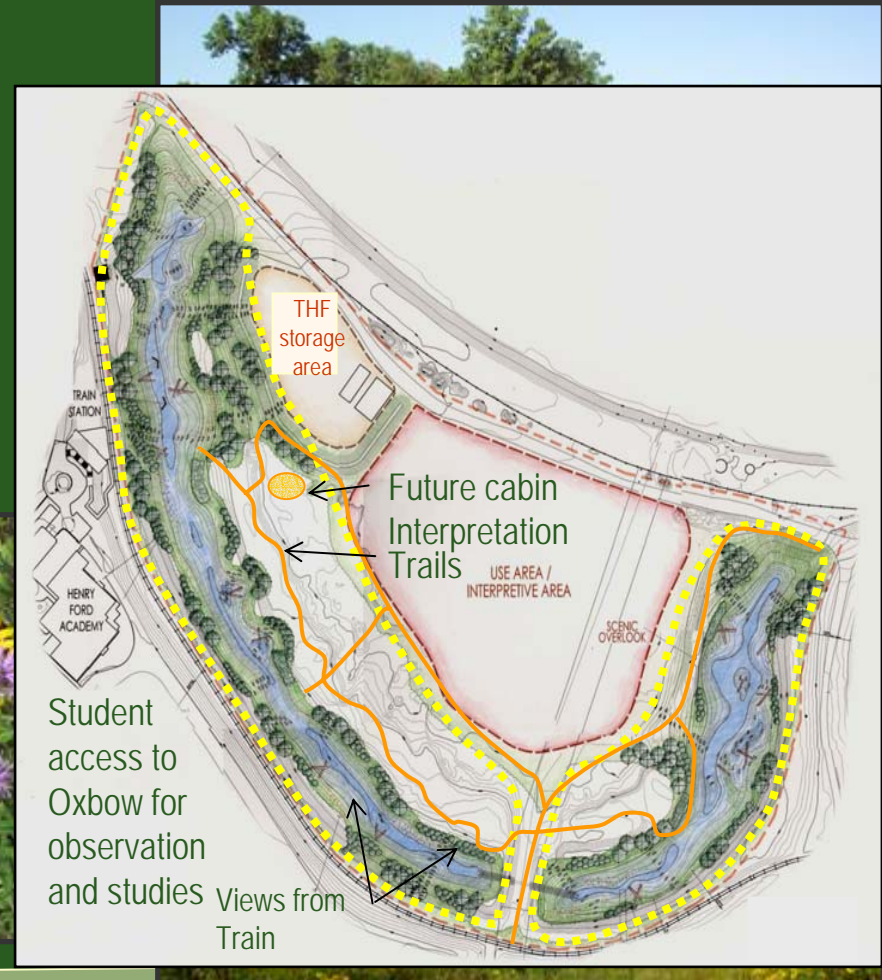 THF
storage
area
TRAIN
STATION
Future cabin
Interpretation
Trails
USE AREA /
INTERPRETIVE AREA
HENRY
FORD
ACADEMY
SCENIC
OVERLOOK
Student
access to
Oxbow for
observation
and studies
Views from
Train